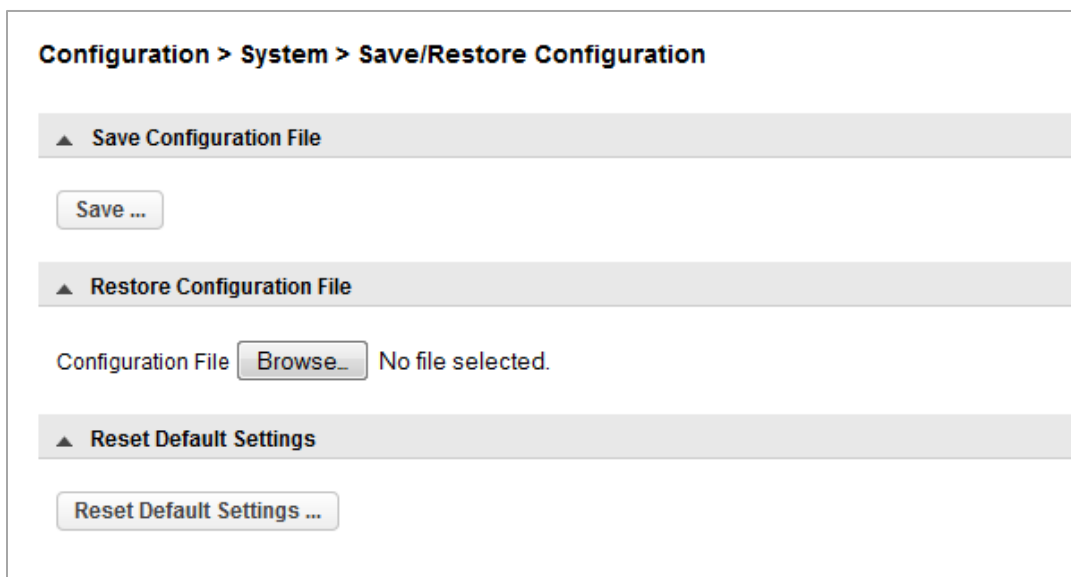 Configuration > System > Save/Restore Configuration
Save Configuration File
Save ...
Restore Configuration File
Configuration File Browse... No file selected.
Reset Default Settings
Reset Default Settings ...